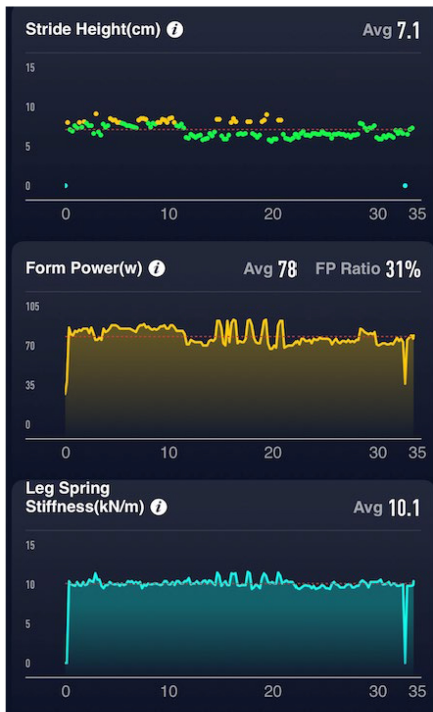 Stride Height(cm) i Avg 7.1
15
10
5
0
0 10 20 30 35
Form Power(w) i Avg 78 FP Ratio 31%
105
70
35
0
0 10 20 30 35
Leg Spring
Stiffness(kN/m) i Avg 10.1
15
10
5
0
0 10 20 30 35